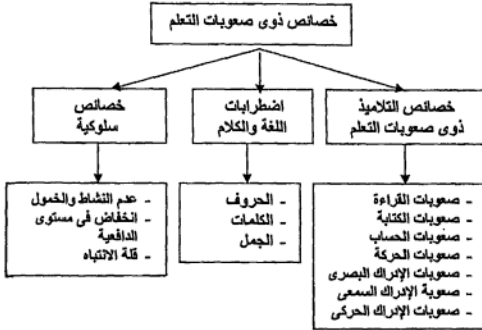 خصائص ذوى صعوبات التعلم
خصائص التلاميذ
ذوى صعوبات التعلم
اضطرابات
اللغة والكلام
خصائص
سلوكية
- صعوبات القراءة
- صعوبات الكتابة
- صعوبات الحساب
- صعوبات الحركة
- صعوبات الإدراك البصرى
- صعوبة الإدراك السمعى
- صعوبات الإدراك الحركى
- الحروف
- الكلمات
- الجمل
- عدم النشاط والخمول
- انخفاض فى مستوى
الدافعية
- قلة الانتباه